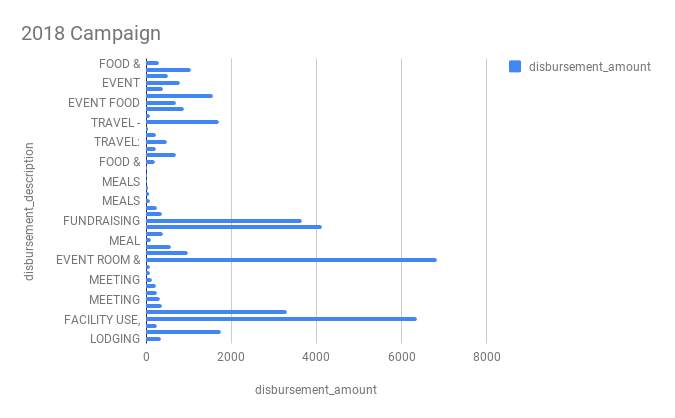 2018 Campaign
disbursement_amount
disbursement_description
FOOD &
EVENT
EVENT FOOD
TRAVEL -
TRAVEL:
FOOD &
MEALS
MEALS
FUNDRAISING
MEAL
EVENT ROOM &
MEETING
MEETING
FACILITY USE,
LODGING
0 2000 4000 6000 8000
disbursement_amount